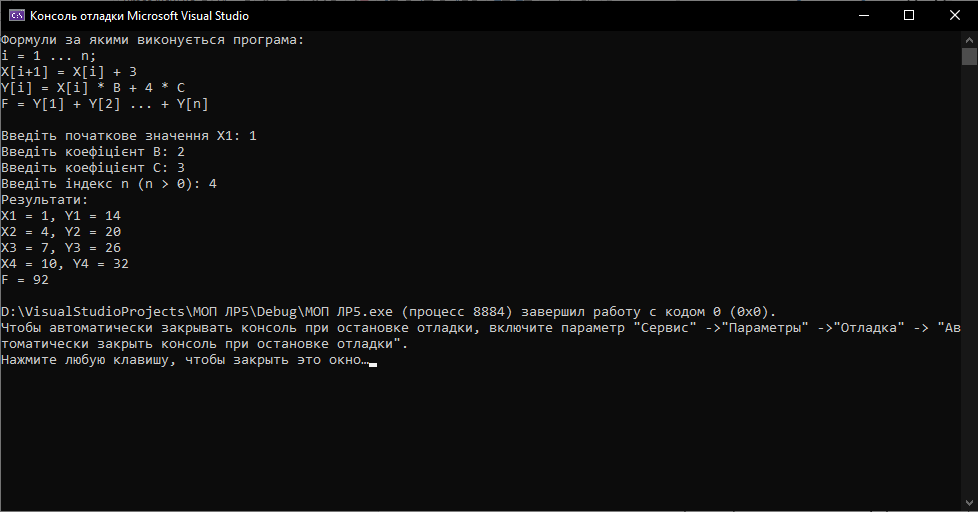 Консоль отладки Microsoft Visual Studio
Формули за якими виконується програма:
i = 1 ... n;
X[i+1] = X[i] + 3
Y[i] = X[i] * B + 4 * C
F = Y[1] + Y[2] ... + Y[n]
Введіть початкове значення X1: 1
Введіть коефіцієнт B: 2
Введіть коефіцієнт C: 3
Введіть індекс n (n > 0): 4
Результати:
X1 = 1, Y1 = 14
X2 = 4, Y2 = 20
X3 = 7, Y3 = 26
X4 = 10, Y4 = 32
F = 92
D:\VisualStudioProjects\МОП ЛР5\Debug\МОП ЛР5.exe (процесс 8884) завершил работу с кодом 0 (0x0).
Чтобы автоматически закрывать консоль при остановке отладки, включите параметр "Сервис" ->"Параметры" ->"Отладка" -> "Ав
томатически закрыть консоль при остановке отладки".
Нажмите любую клавишу, чтобы закрыть это окно…